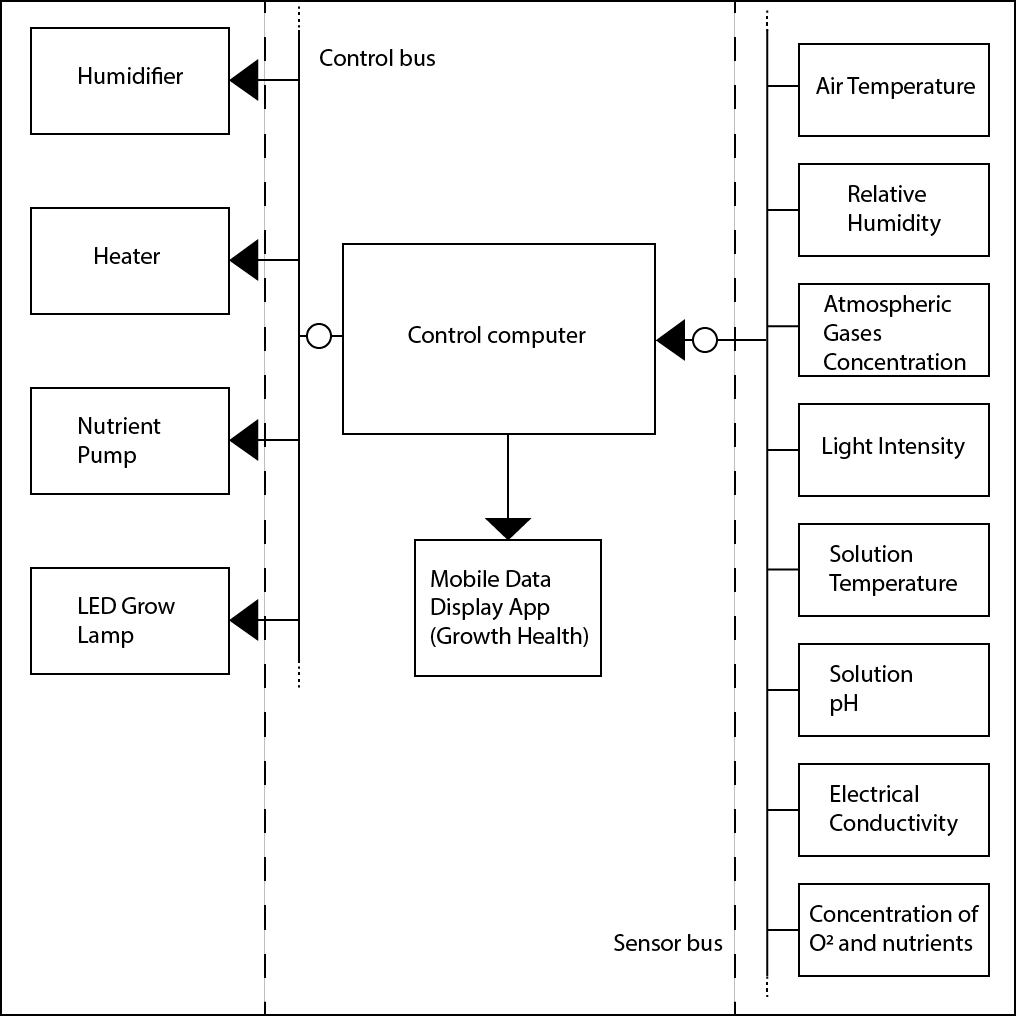 Humidifier
Heater
Nutrient
Pump
LED Grow
Lamp
Control bus
Control computer
Mobile Data
Display App
(Growth Health)
Sensor bus
Air Temperature
Relative
Humidity
Atmospheric
Gases
Concentration
Light Intensity
Solution
Temperature
Solution
pH
Electrical
Conductivity
Concentration of
O² and nutrients